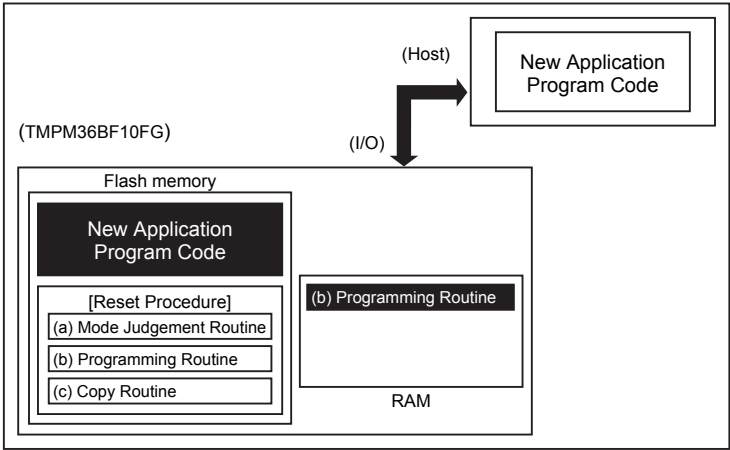 (Host)
New Application
Program Code
(TMPM36BF10FG)
(I/O)
Flash memory
New Application
Program Code
[Reset Procedure]
(a) Mode Judgement Routine
(b) Programming Routine
(c) Copy Routine
(b) Programming Routine
RAM